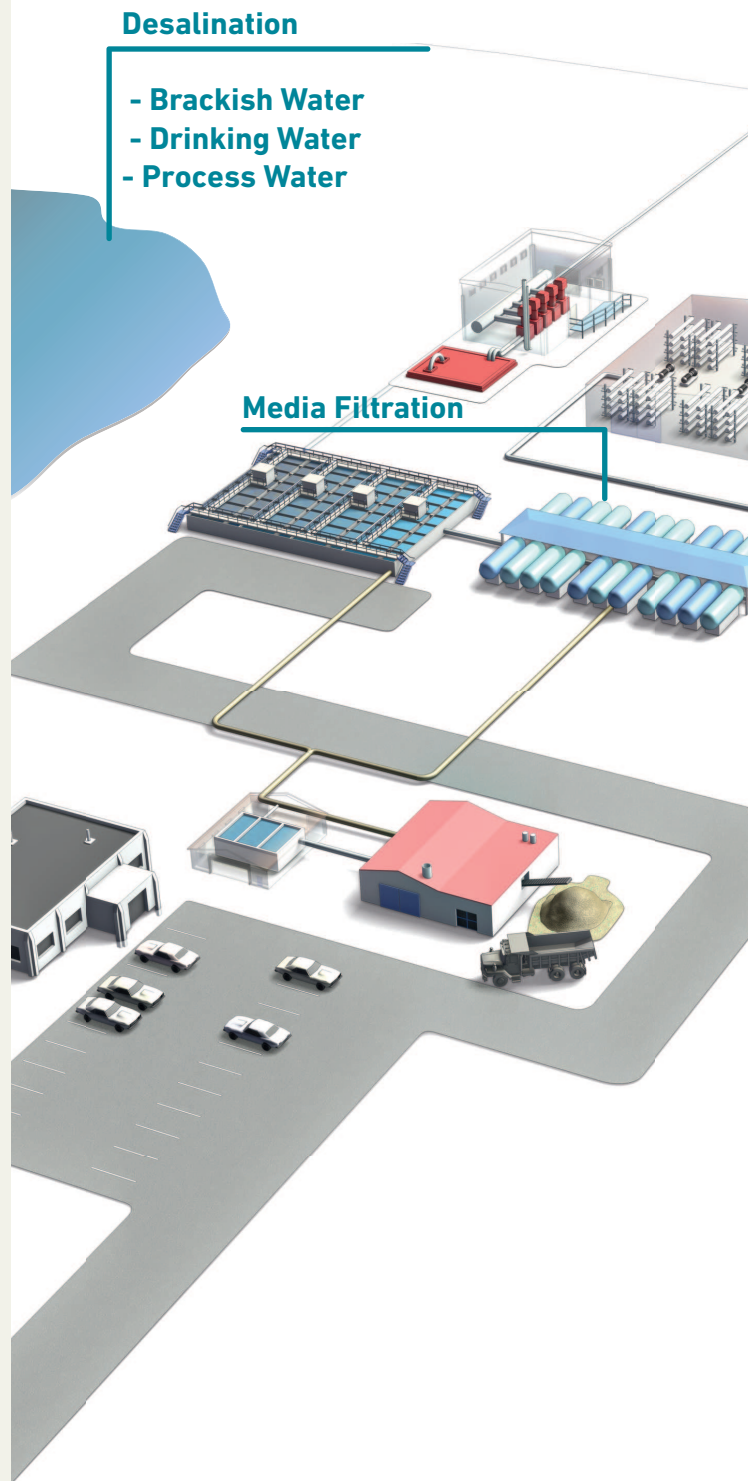 Desalination
- Brackish Water
- Drinking Water
- Process Water
Media Filtration